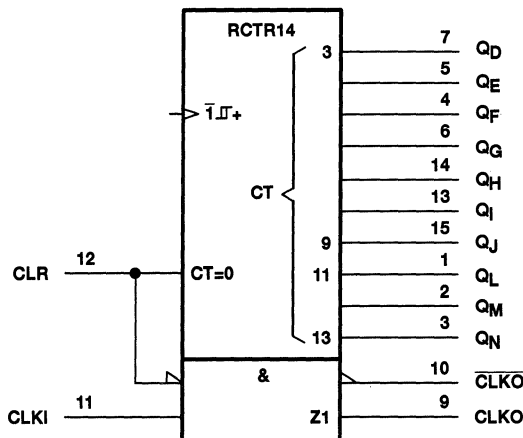 RCTR14
3 7 QD
5 QE
1⎍+ 4 QF
6 QG
CT 14 QH
13 QI
9 15 QJ
CLR 12 CT=0 11 1 QL
2 QM
13 3 QN
& 10 CLKO
CLKI 11 Z1 9 CLKO